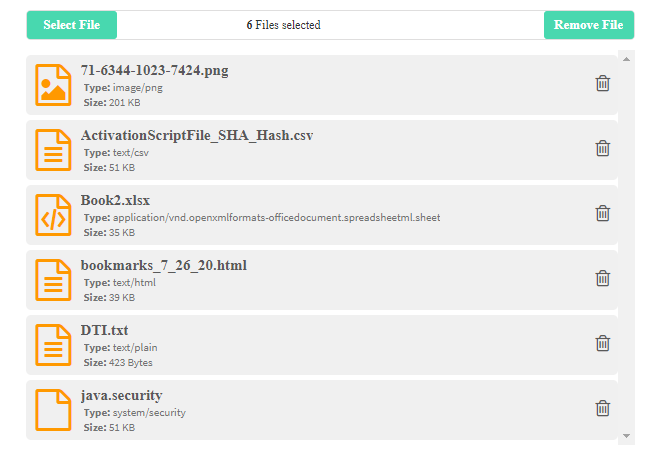 Select File
6 Files selected
Remove File
71-6344-1023-7424.png
Type: image/png
Size: 201 KB
ActivationScriptFile_SHA_Hash.csv
Type: text/csv
Size: 51 KB
Book2.xlsx
Type: application/vnd.openxmlformats-officedocument.spreadsheetml.sheet
Size: 35 KB
bookmarks_7_26_20.html
Type: text/html
Size: 39 KB
DTI.txt
Type: text/plain
Size: 423 Bytes
java.security
Type: system/security
Size: 51 KB